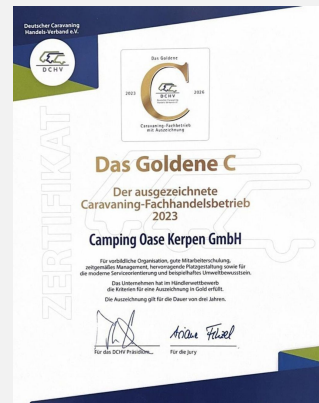 Deutscher Caravaning
Handels-Verband e.V.
DCHV
Das Goldene
2023
2026
C
Caravaning-Fachbetrieb
mit Auszeichnung
ZERTIFIKAT
Das Goldene C
Der ausgezeichnete
Caravaning-Fachhandelsbetrieb
2023
Camping Oase Kerpen GmbH
Für vorbildliche Organisation, gute Mitarbeiterschulung,
zeitgemäßes Management, hervorragende Platzgestaltung sowie für
die moderne Serviceorientierung und beispielhaftes Umweltbewusstsein.
Das Unternehmen hat im Händlerwettbewerb
die Kriterien für eine Auszeichnung in Gold erfüllt.
Die Auszeichnung gilt für die Dauer von drei Jahren.
Ariane Finzel
Für das DCHV Präsidium
Für die Jury